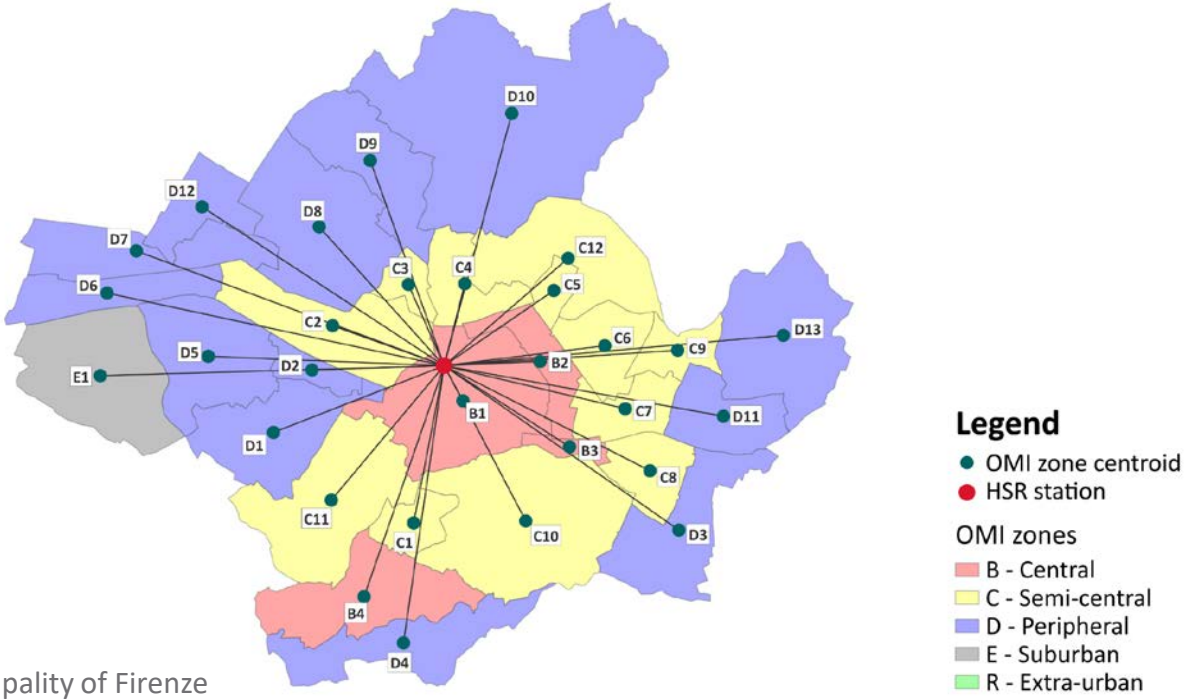 D10
D9
D12
D8
D7
C12
C3
C4
D6
C5
C2
D13
C6
C9
D5
D2
B2
E1
B1
C7
D11
D1
B3
C8
C11
C1
C10
D3
B4
D4
Legend
OMI zone centroid
HSR station
OMI zones
B - Central
C - Semi-central
D - Peripheral
E - Suburban
R - Extra-urban
pality of Firenze